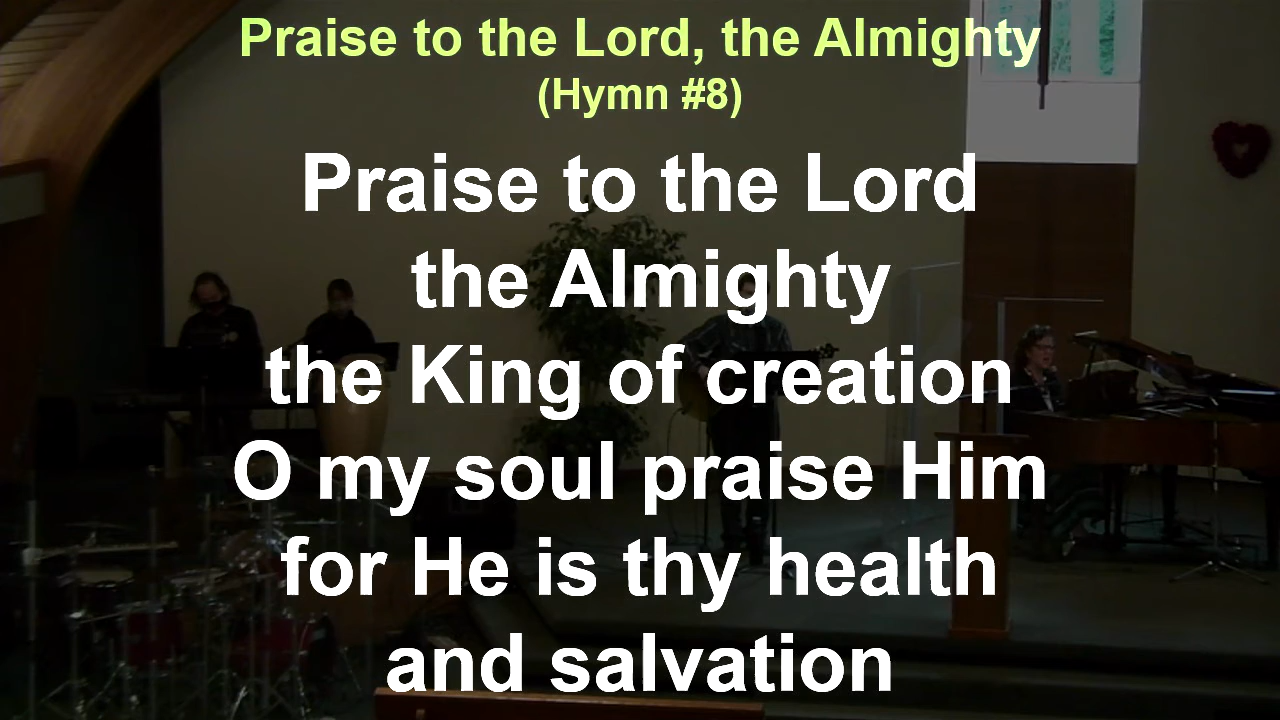 Praise to the Lord, the Almighty
(Hymn #8)
Praise to the Lord
the Almighty
the King of creation
O my soul praise Him
for He is thy health
and salvation